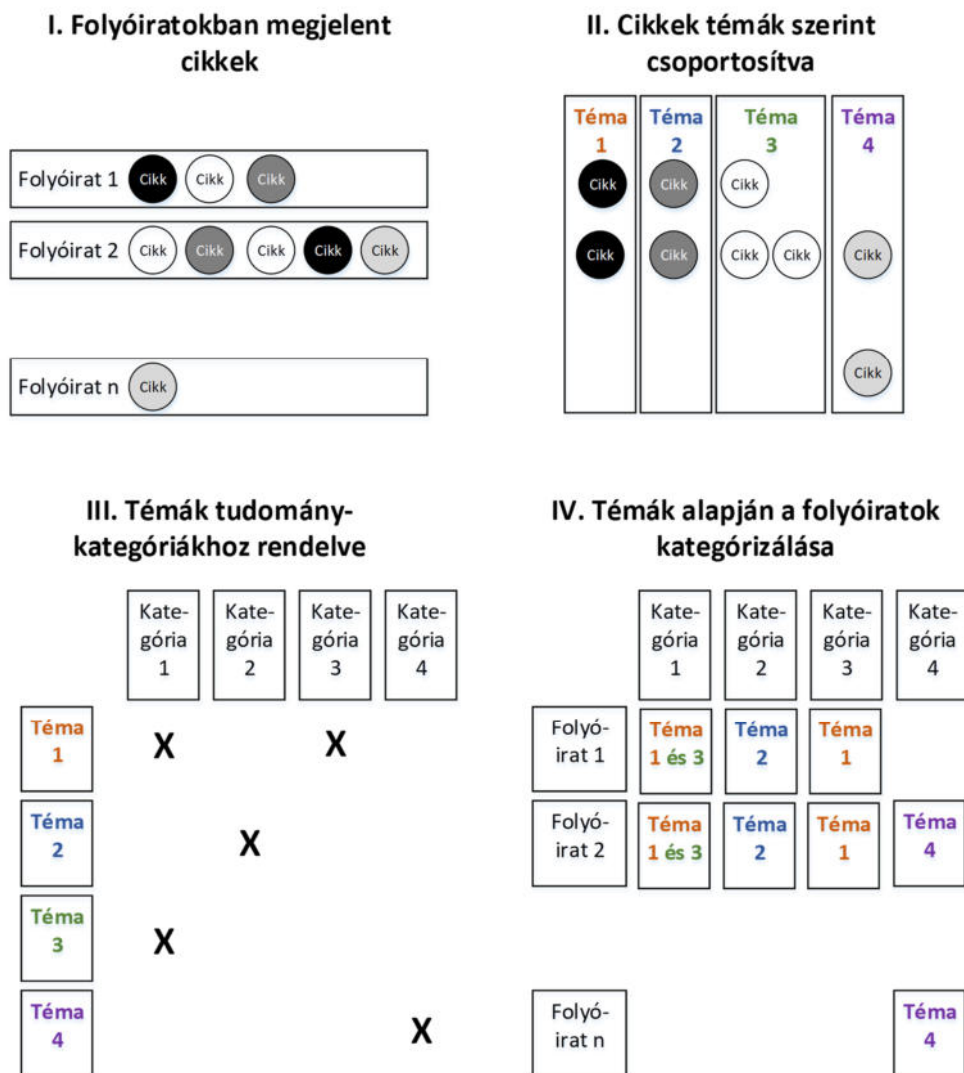 I. Folyóiratokban megjelent
cikkek
Folyóirat 1 Cikk Cikk Cikk
Folyóirat 2 Cikk Cikk Cikk Cikk Cikk
Folyóirat n Cikk
II. Cikkek témák szerint
csoportosítva
Téma Téma Téma Téma
1 2 3 4
Cikk Cikk Cikk
Cikk Cikk Cikk Cikk Cikk
Cikk
III. Témák tudomány-
kategóriákhoz rendelve
Kate- Kate- Kate- Kate-
gória gória gória gória
1 2 3 4
Téma
1 X X
Téma
2 X
Téma
3 X
Téma
4 X
IV. Témák alapján a folyóiratok
kategórizálása
Kate- Kate- Kate- Kate-
gória gória gória gória
1 2 3 4
Folyó- Téma Téma Téma
irat 1 1 és 3 2 1
Folyó- Téma Téma Téma Téma
irat 2 1 és 3 2 1 4
Folyó- Téma
irat n 4